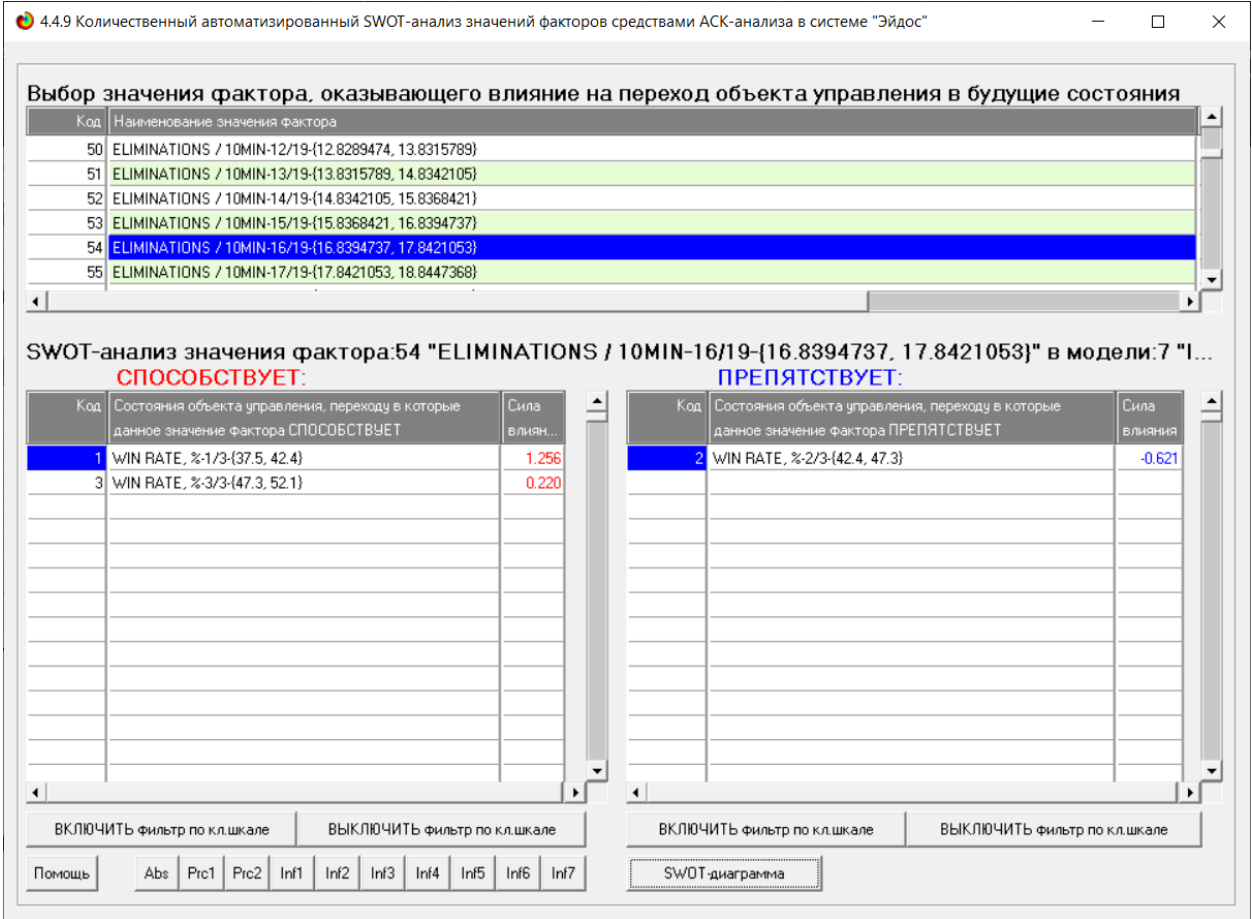 4.4.9 Количественный автоматизированный SWOT-анализ значений факторов средствами АСК-анализа в системе "Эйдос"
Выбор значения фактора, оказывающего влияние на переход объекта управления в будущие состояния
Код Наименование значения фактора
50 ELIMINATIONS / 10MIN-12/19-{12.8289474, 13.8315789}
51 ELIMINATIONS / 10MIN-13/19-{13.8315789, 14.8342105}
52 ELIMINATIONS / 10MIN-14/19-{14.8342105, 15.8368421}
53 ELIMINATIONS / 10MIN-15/19-{15.8368421, 16.8394737}
54 ELIMINATIONS / 10MIN-16/19-{16.8394737, 17.8421053}
55 ELIMINATIONS / 10MIN-17/19-{17.8421053, 18.8447368}
SWOT-анализ значения фактора:54 "ELIMINATIONS / 10MIN-16/19-{16.8394737, 17.8421053}" в модели:7 "I...
СПОСОБСТВУЕТ:
Код Состояния объекта управления, переходу в которые Сила
данное значение фактора СПОСОБСТВУЕТ влиян...
1 WIN RATE, %-1/3-{37.5, 42.4} 1.256
3 WIN RATE, %-3/3-{47.3, 52.1} 0.220
ПРЕПЯТСТВУЕТ:
Код Состояния объекта управления, переходу в которые Сила
данное значение фактора ПРЕПЯТСТВУЕТ влияния
2 WIN RATE, %-2/3-{42.4, 47.3} -0.621
ВКЛЮЧИТЬ фильтр по кл.шкале ВЫКЛЮЧИТЬ фильтр по кл.шкале ВКЛЮЧИТЬ фильтр по кл.шкале ВЫКЛЮЧИТЬ фильтр по кл.шкале
Помощь Abs Prc1 Prc2 Inf1 Inf2 Inf3 Inf4 Inf5 Inf6 Inf7 SWOT-диаграмма